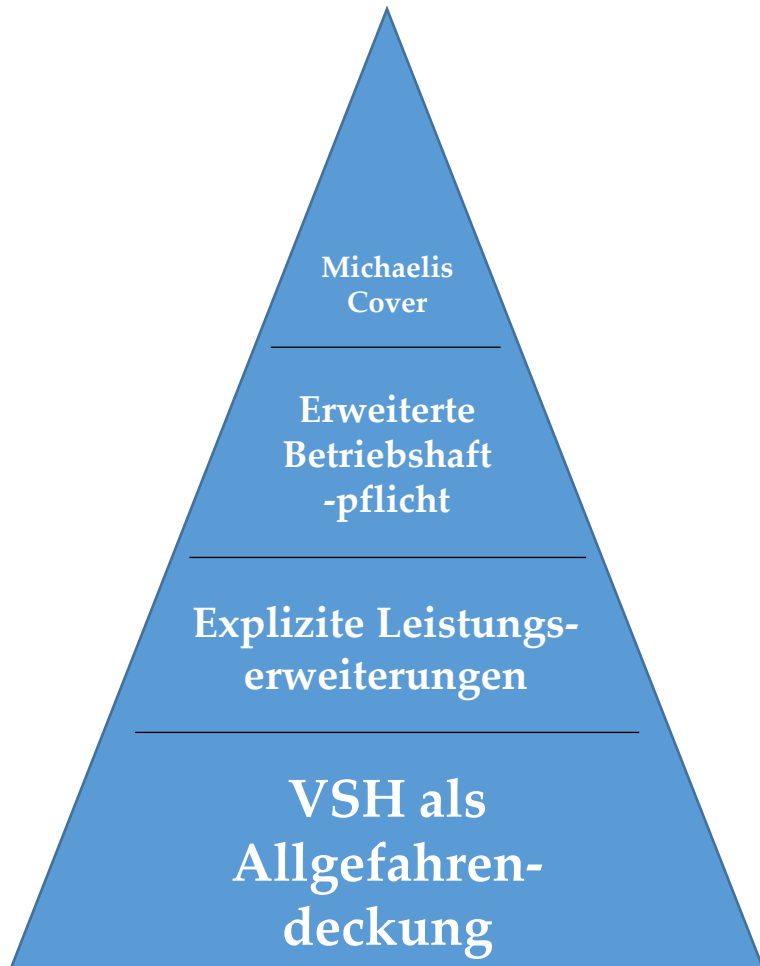 Michaelis
Cover
Erweiterte
Betriebshaft
-pflicht
Explizite Leistungs-
erweiterungen
VSH als
Allgefahren-
deckung